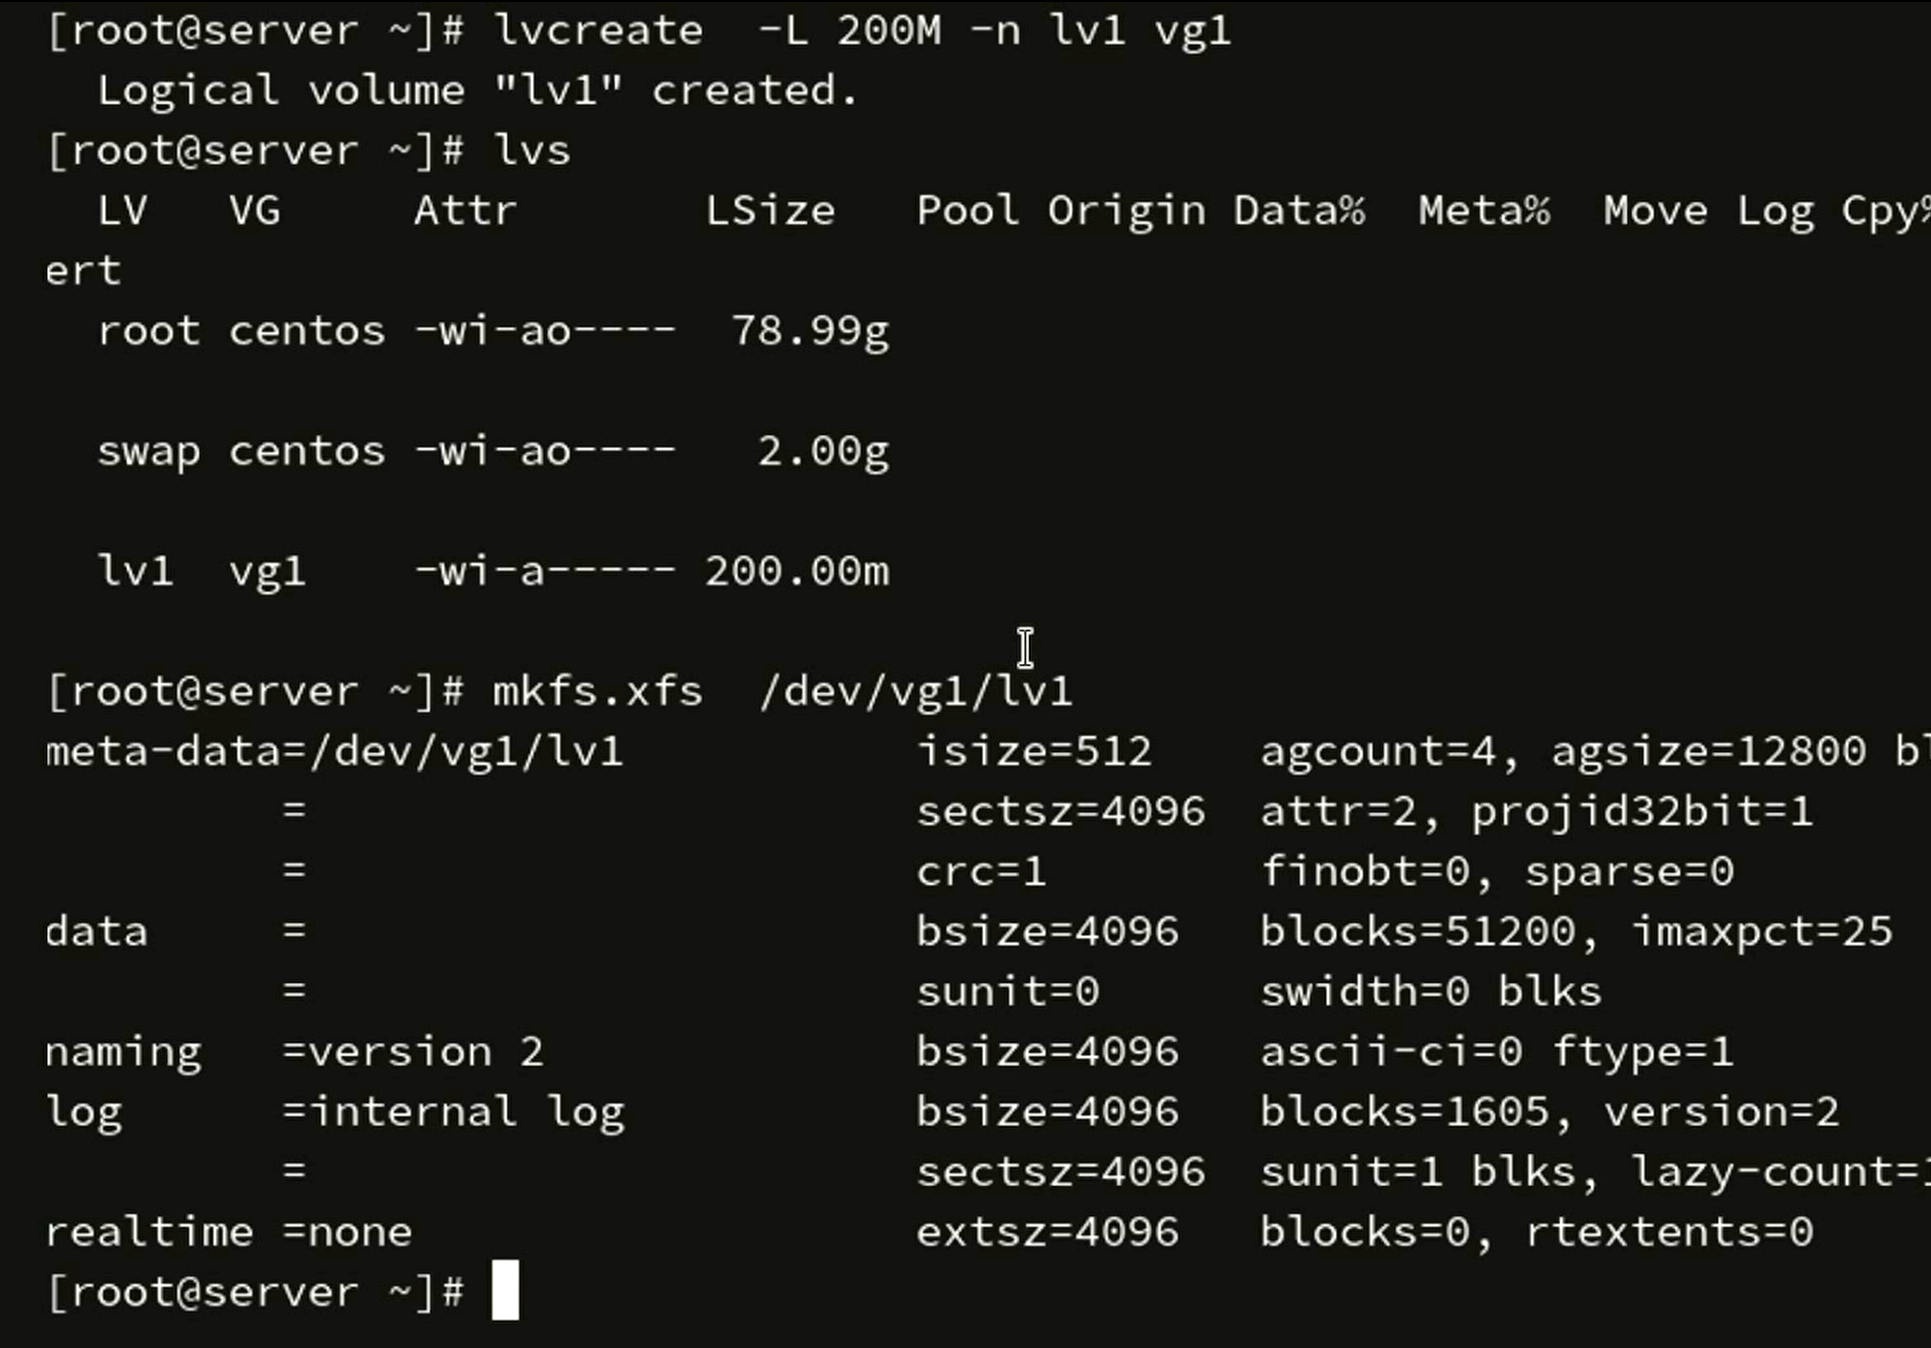 [root@server ~]# lvcreate  -L 200M -n lv1 vg1
  Logical volume "lv1" created.
[root@server ~]# lvs
  LV   VG     Attr       LSize   Pool Origin Data%  Meta%  Move Log Cpy%
ert
  root centos -wi-ao----  78.99g
  swap centos -wi-ao----   2.00g
  lv1  vg1    -wi-a----- 200.00m
[root@server ~]# mkfs.xfs  /dev/vg1/lv1
meta-data=/dev/vg1/lv1           isize=512    agcount=4, agsize=12800 bl
         =                       sectsz=4096  attr=2, projid32bit=1
         =                       crc=1        finobt=0, sparse=0
data     =                       bsize=4096   blocks=51200, imaxpct=25
         =                       sunit=0      swidth=0 blks
naming   =version 2              bsize=4096   ascii-ci=0 ftype=1
log      =internal log           bsize=4096   blocks=1605, version=2
         =                       sectsz=4096  sunit=1 blks, lazy-count=1
realtime =none                   extsz=4096   blocks=0, rtextents=0
[root@server ~]#